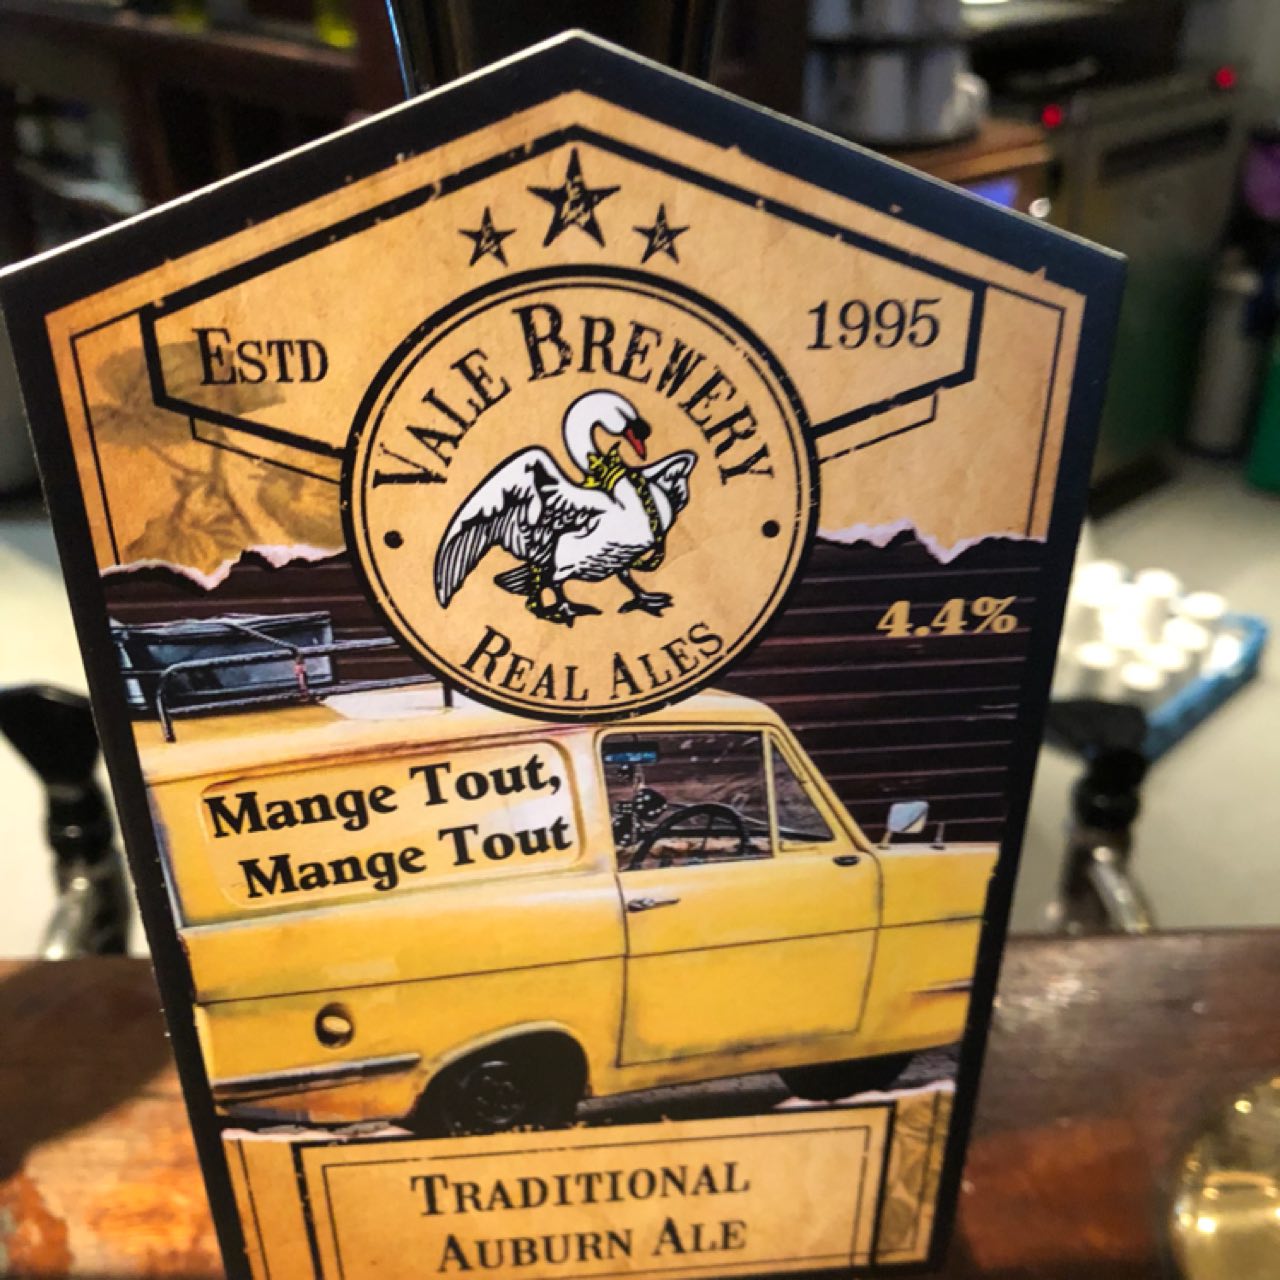 ESTD
1995
VALE BREWERY
REAL ALES
4.4%
Mange Tout,
Mange Tout
TRADITIONAL
AUBURN ALE